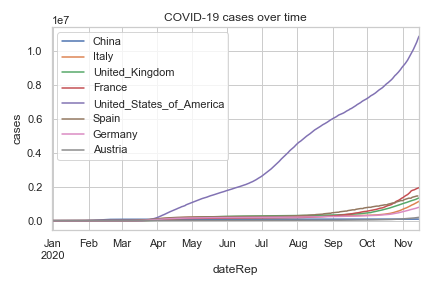 COVID-19 cases over time
1e7
China
Italy
United_Kingdom
France
United_States_of_America
Spain
Germany
Austria
1.0
0.8
0.6
0.4
0.2
0.0
cases
Jan Feb Mar Apr May Jun Jul Aug Sep Oct Nov
2020
dateRep